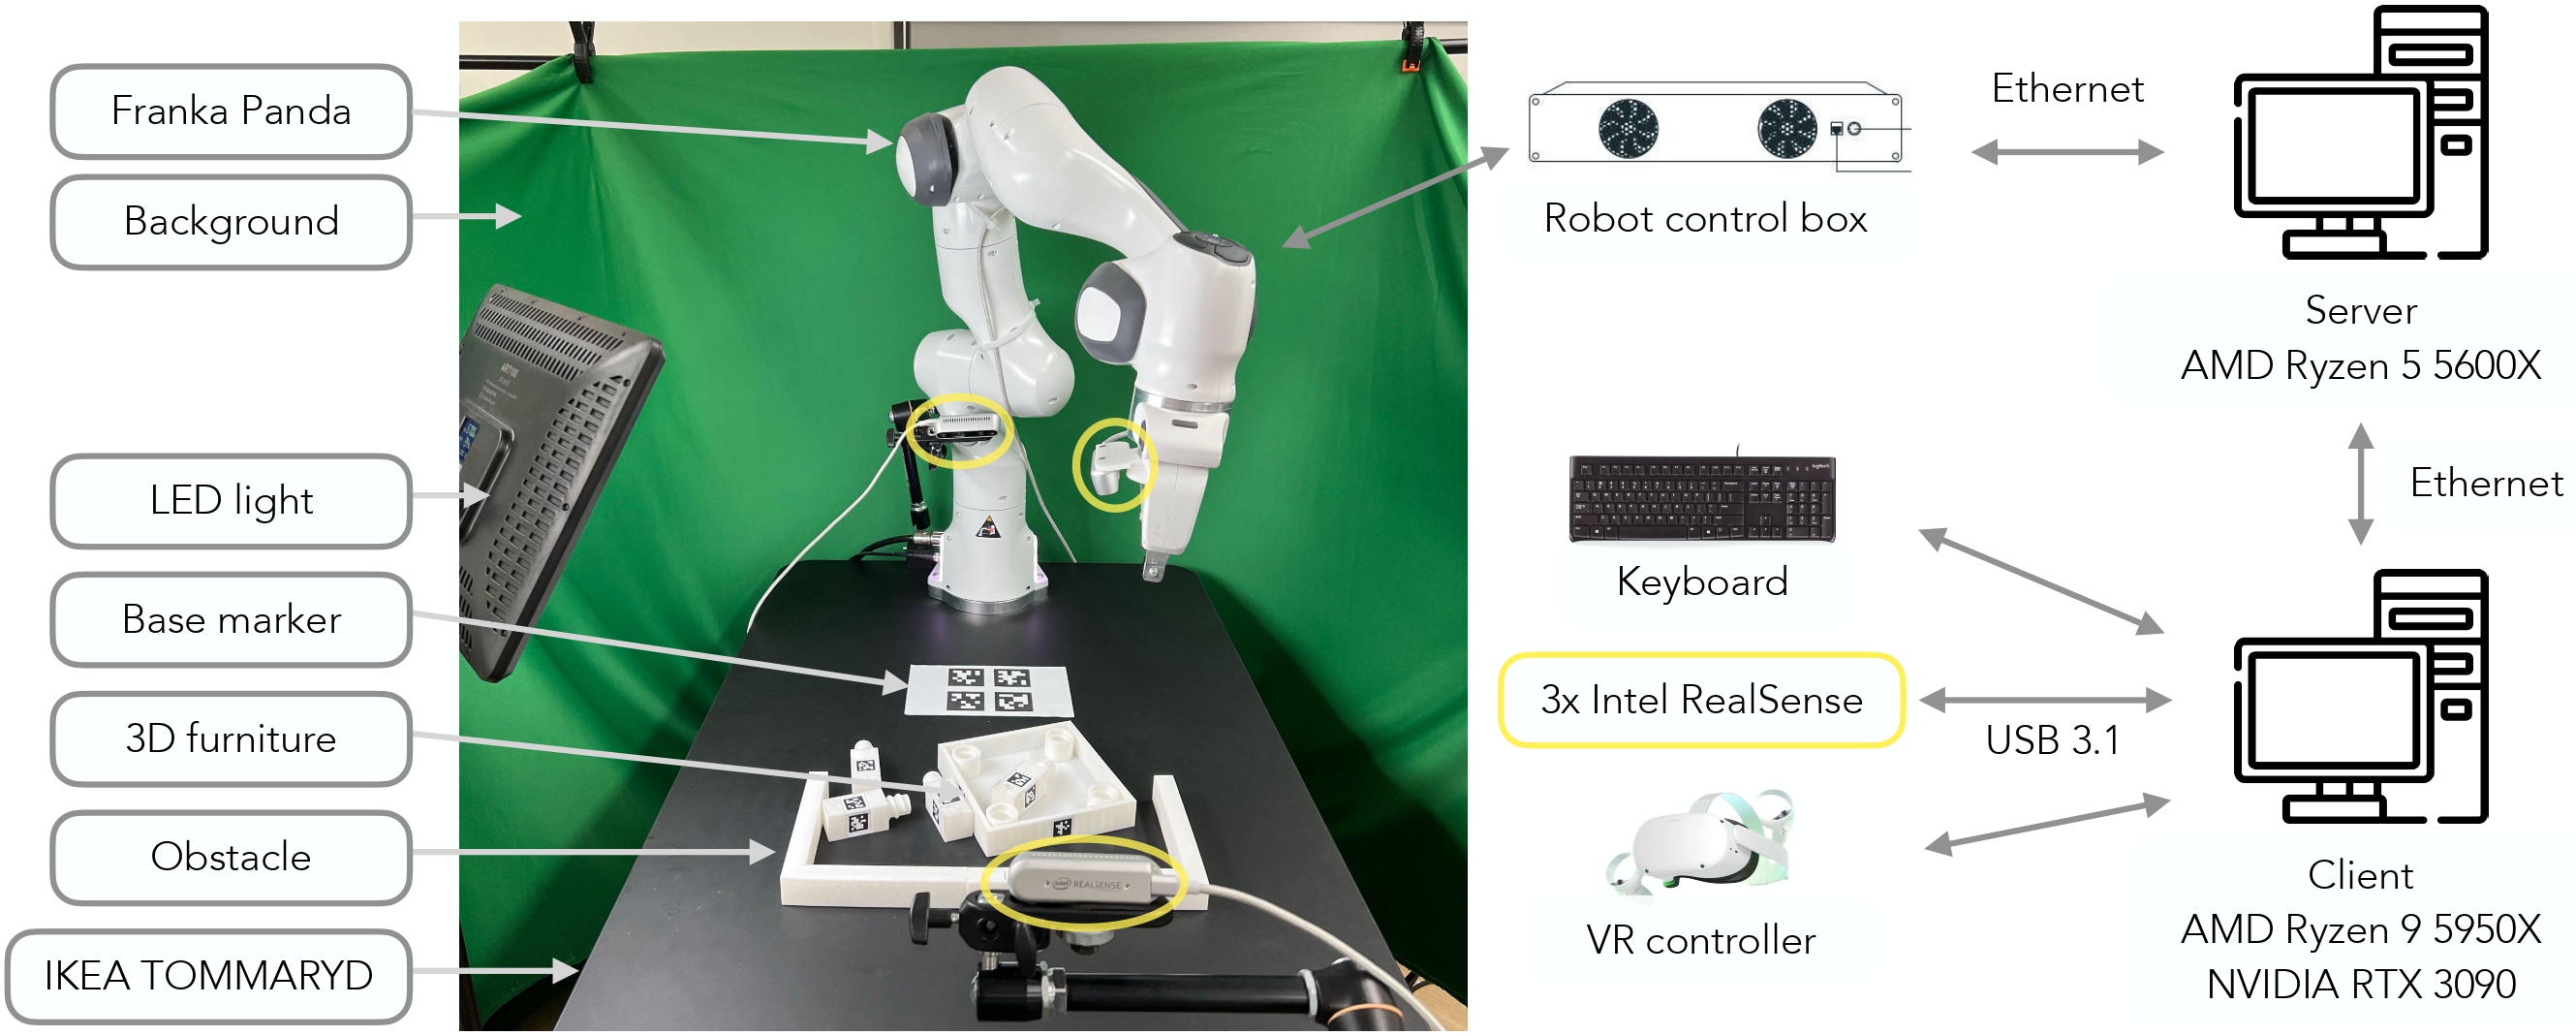 Franka Panda
Background
LED light
Base marker
3D furniture
Obstacle
IKEA TOMMARYD
intel REALSENSE
Robot control box
Ethernet
Server
AMD Ryzen 5 5600X
Ethernet
Keyboard
3x Intel RealSense
USB 3.1
VR controller
Client
AMD Ryzen 9 5950X
NVIDIA RTX 3090